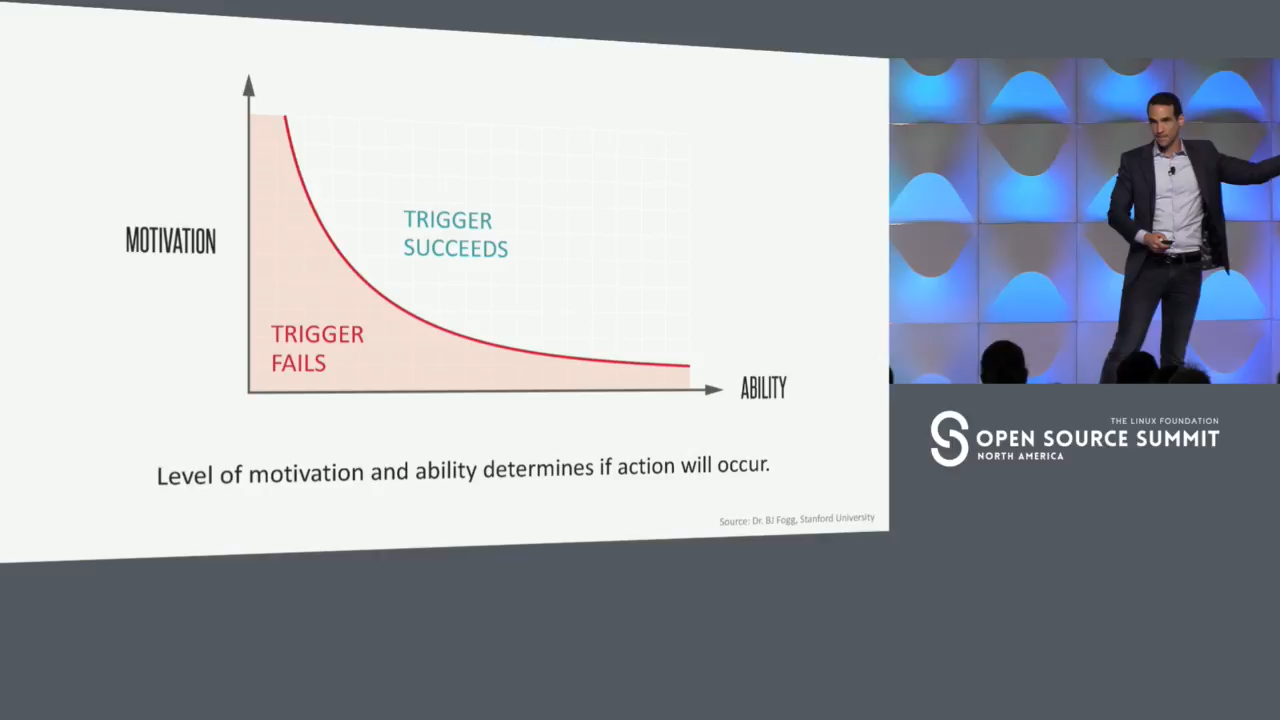 MOTIVATION
TRIGGER
SUCCEEDS
TRIGGER
FAILS
ABILITY
Level of motivation and ability determines if action will occur.
Source: Dr. BJ Fogg, Stanford University
THE LINUX FOUNDATION
OPEN SOURCE SUMMIT
NORTH AMERICA